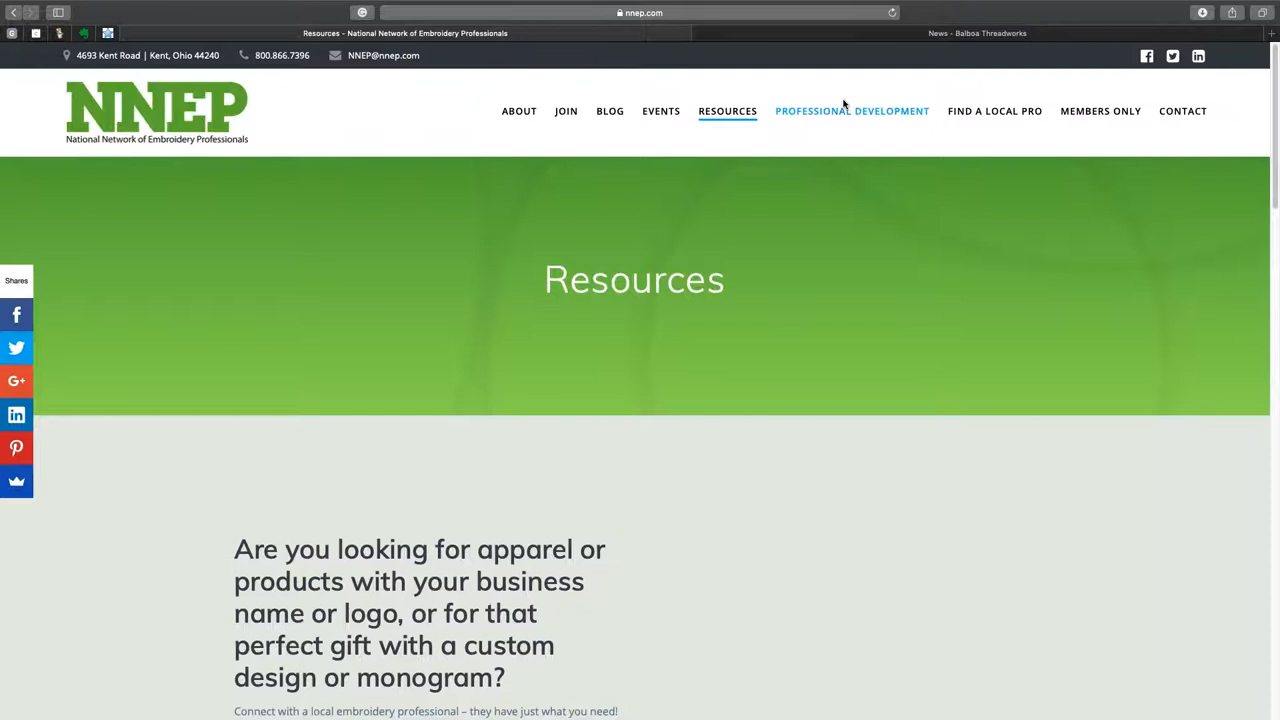 nnep.com
Resources - National Network of Embroidery Professionals
News - Balboa Threadworks
4693 Kent Road | Kent, Ohio 44240
800.866.7396
NNEP@nnep.com
NNEP
National Network of Embroidery Professionals
ABOUT
JOIN
BLOG
EVENTS
RESOURCES
PROFESSIONAL DEVELOPMENT
FIND A LOCAL PRO
MEMBERS ONLY
CONTACT
Resources
Shares
Are you looking for apparel or
products with your business
name or logo, or for that
perfect gift with a custom
design or monogram?
Connect with a local embroidery professional – they have just what you need!